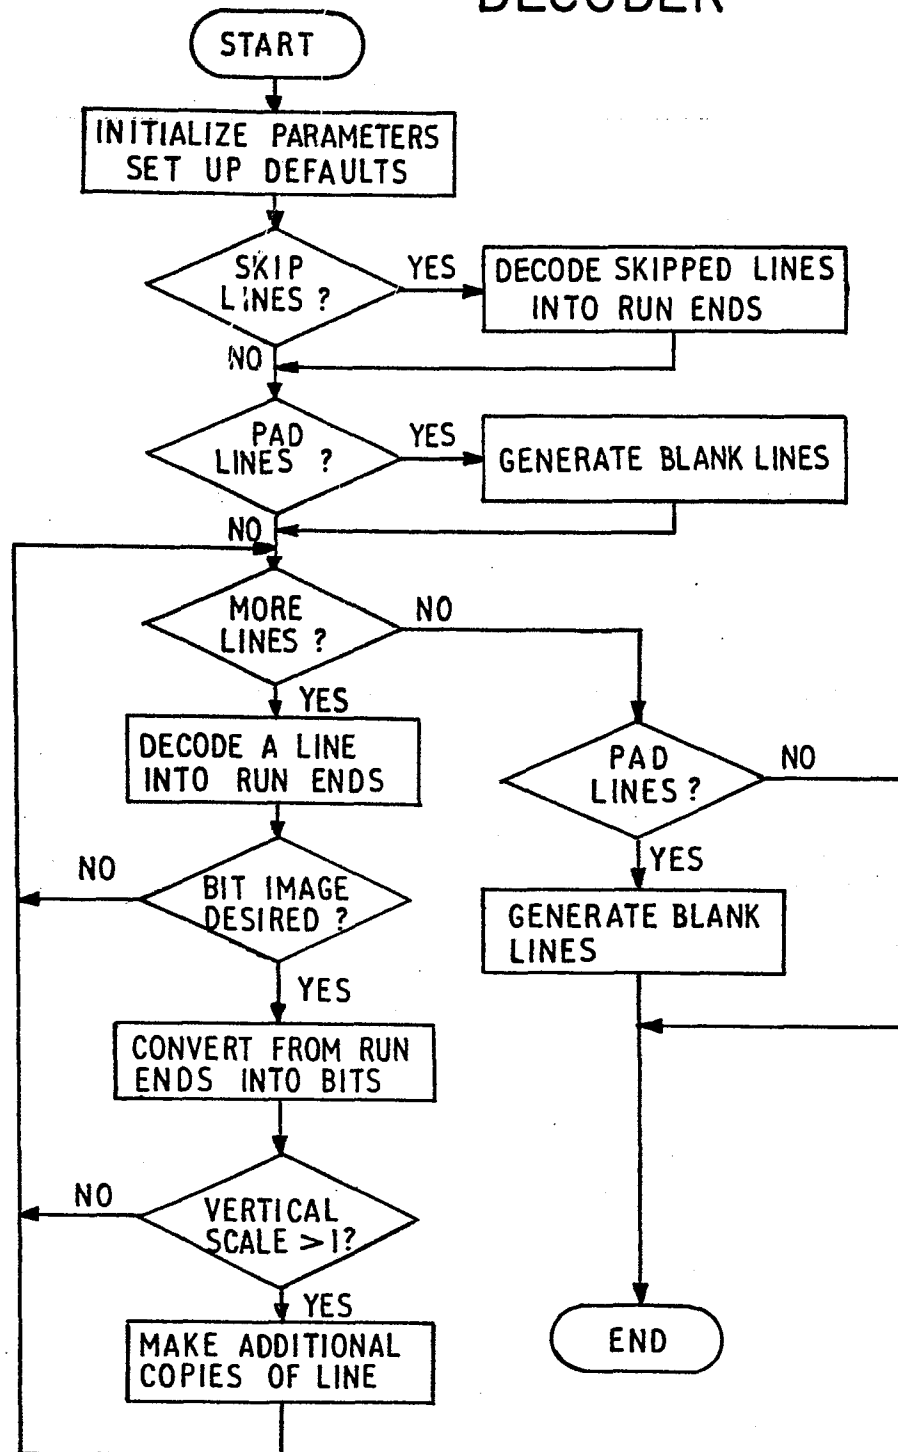 DECODER
START
INITIALIZE PARAMETERS
SET UP DEFAULTS
SKIP
LINES ?
YES
DECODE SKIPPED LINES
INTO RUN ENDS
NO
PAD
LINES ?
YES
GENERATE BLANK LINES
NO
MORE
LINES ?
NO
YES
DECODE A LINE
INTO RUN ENDS
PAD
LINES ?
NO
YES
GENERATE BLANK
LINES
BIT IMAGE
DESIRED ?
NO
YES
CONVERT FROM RUN
ENDS INTO BITS
VERTICAL
SCALE > 1?
NO
YES
MAKE ADDITIONAL
COPIES OF LINE
END